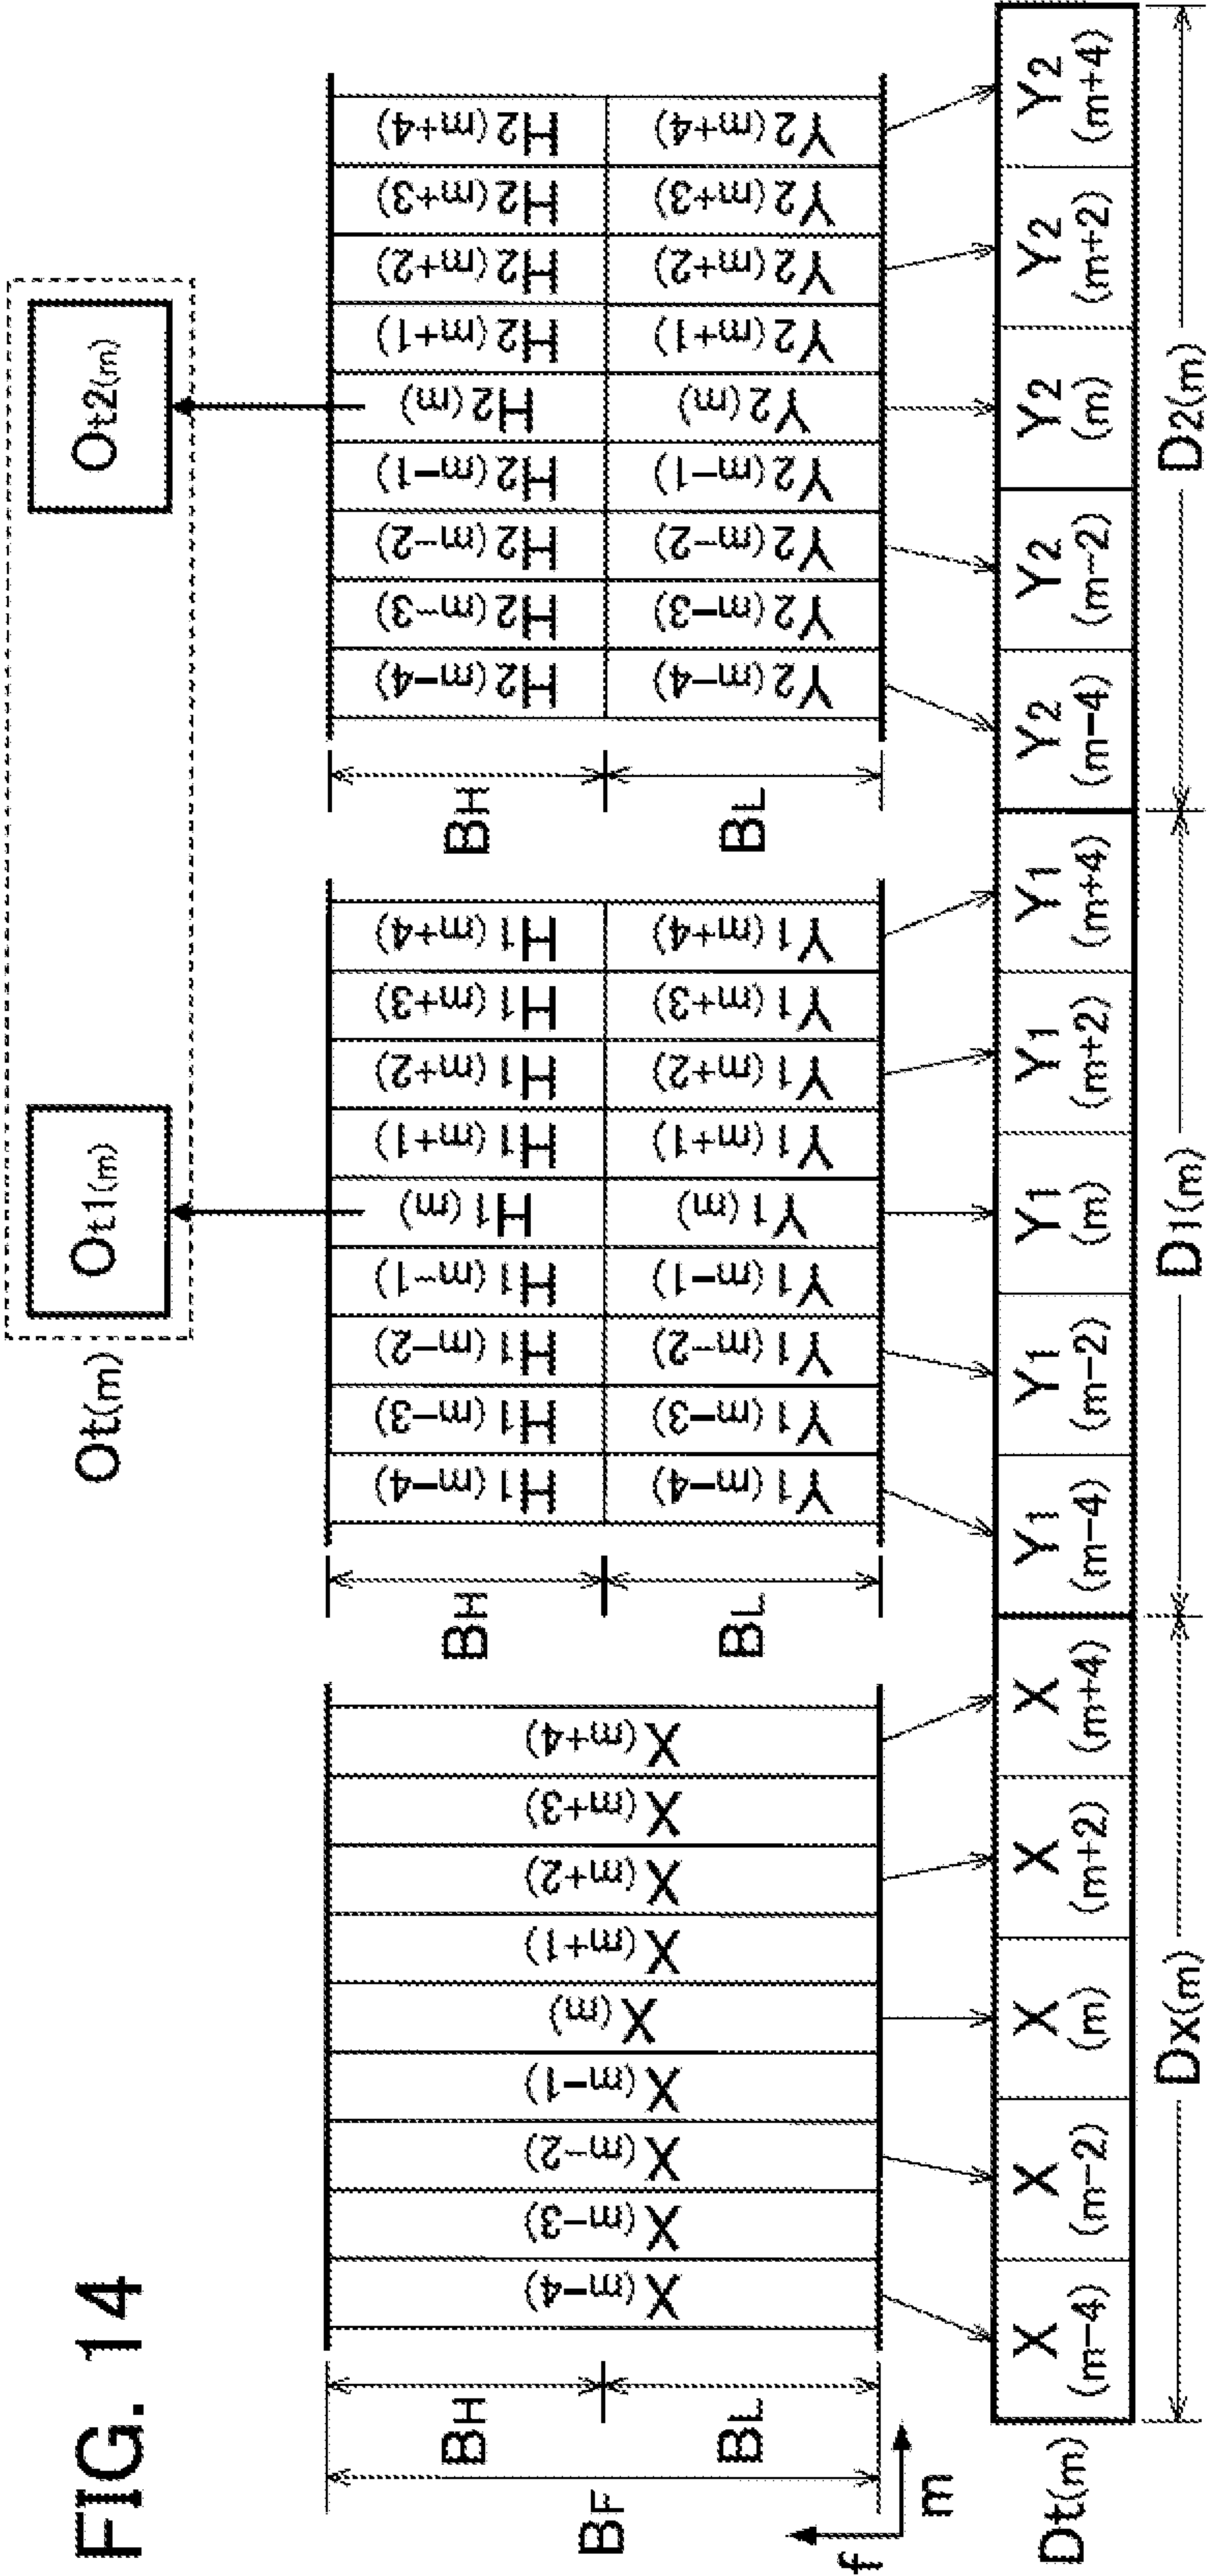 FIG. 14
Ot(m)
Ot1(m)
Ot2(m)
BF
BH
BL
X(m-4)
X(m-3)
X(m-2)
X(m-1)
X(m)
X(m+1)
X(m+2)
X(m+3)
X(m+4)
BH
BL
H1(m-4)
H1(m-3)
H1(m-2)
H1(m-1)
H1(m)
H1(m+1)
H1(m+2)
H1(m+3)
H1(m+4)
Y1(m-4)
Y1(m-3)
Y1(m-2)
Y1(m-1)
Y1(m)
Y1(m+1)
Y1(m+2)
Y1(m+3)
Y1(m+4)
BH
BL
H2(m-4)
H2(m-3)
H2(m-2)
H2(m-1)
H2(m)
H2(m+1)
H2(m+2)
H2(m+3)
H2(m+4)
Y2(m-4)
Y2(m-3)
Y2(m-2)
Y2(m-1)
Y2(m)
Y2(m+1)
Y2(m+2)
Y2(m+3)
Y2(m+4)
f
m
Dt(m)
X
(m-4)
X
(m-2)
X
(m)
X
(m+2)
X
(m+4)
Y1
(m-4)
Y1
(m-2)
Y1
(m)
Y1
(m+2)
Y1
(m+4)
Y2
(m-4)
Y2
(m-2)
Y2
(m)
Y2
(m+2)
Y2
(m+4)
Dx(m)
D1(m)
D2(m)